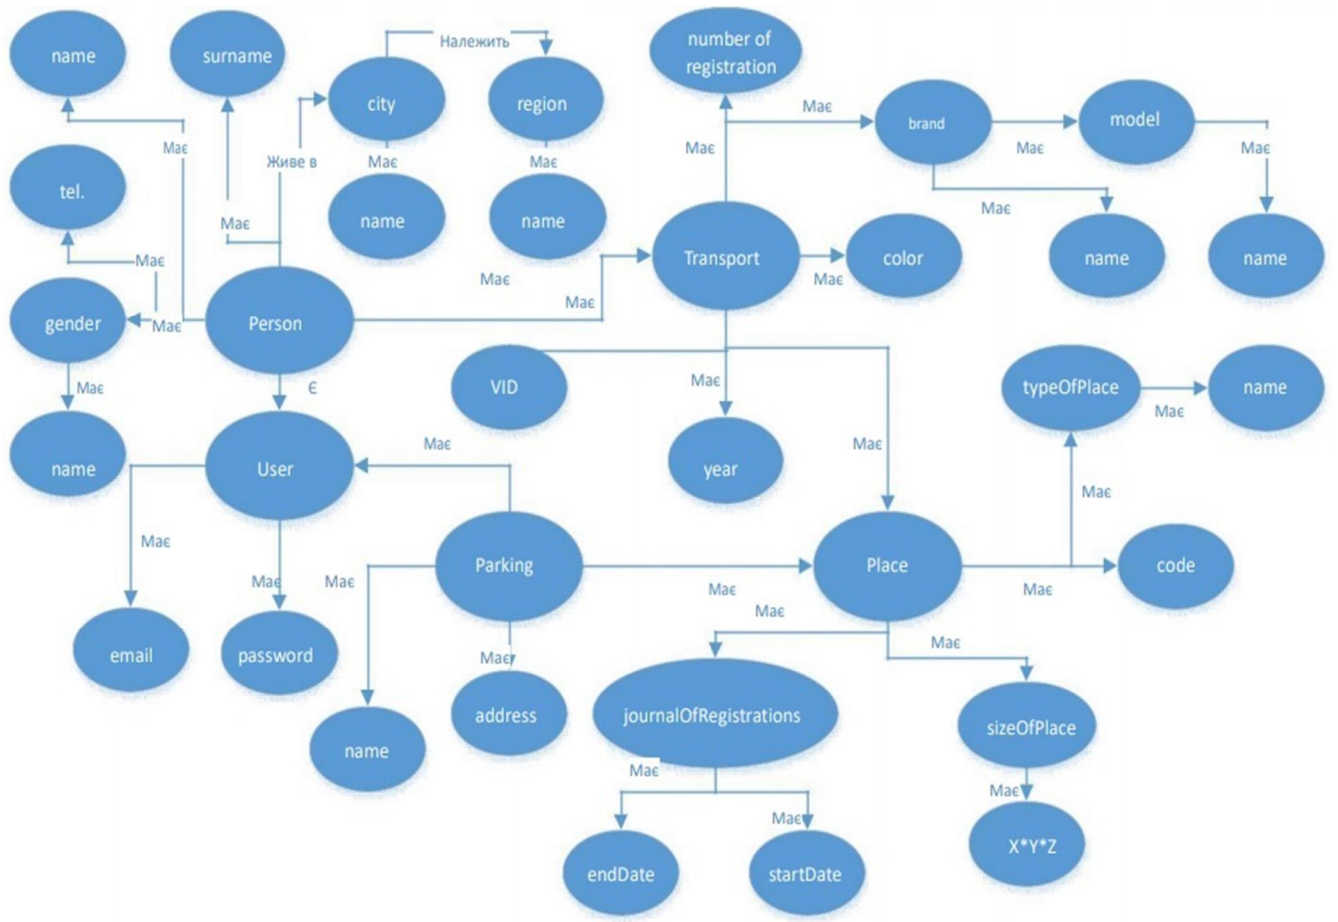 name
surname
Належить
number of
registration
city
region
Має
brand
model
Має
Живе в
Має
Має
Має
Має
Має
tel.
Має
name
name
Має
Має
Transport
color
name
name
Має
Має
Має
Має
gender
Має
Person
Має
Є
VID
Має
typeOfPlace
name
Має
Має
name
User
Має
year
Має
Має
Має
Parking
Place
code
Має
Має
Має
Має
Має
Має
email
password
Має
address
journalOfRegistrations
sizeOfPlace
name
Має
Має
Має
X*Y*Z
endDate
startDate